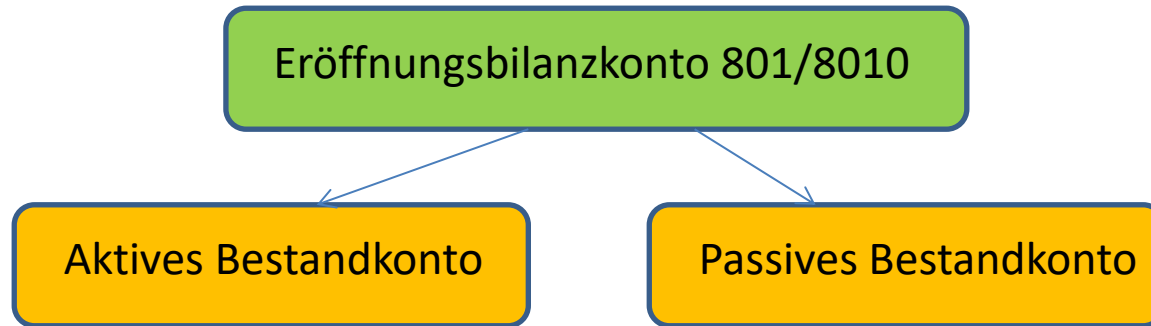 Eröffnungsbilanzkonto 801/8010
Aktives Bestandkonto
Passives Bestandkonto